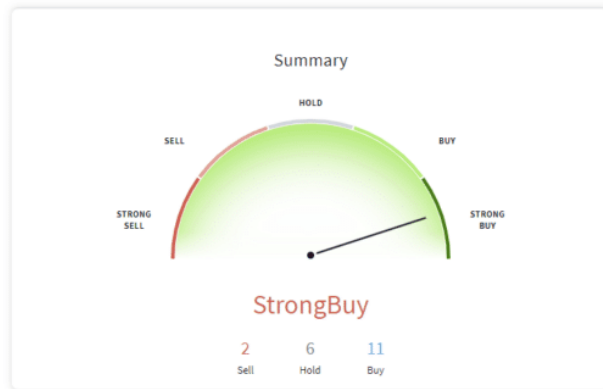 Summary
HOLD
SELL
BUY
STRONG
SELL
STRONG
BUY
StrongBuy
2 6 11
Sell Hold Buy